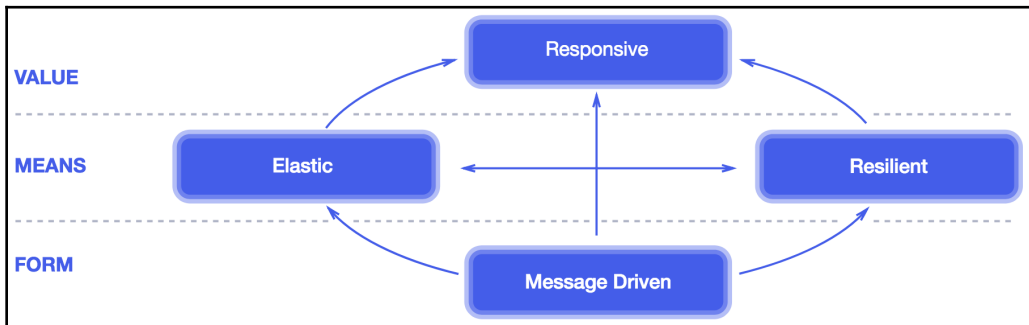 Responsive
VALUE
MEANS
Elastic
Resilient
FORM
Message Driven